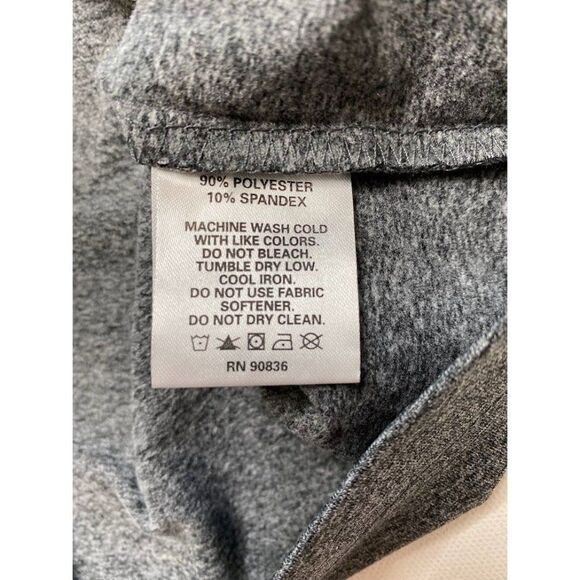 90% POLYESTER
10% SPANDEX
MACHINE WASH COLD
WITH LIKE COLORS.
DO NOT BLEACH.
TUMBLE DRY LOW.
COOL IRON.
DO NOT USE FABRIC
SOFTENER.
DO NOT DRY CLEAN.
RN 90836